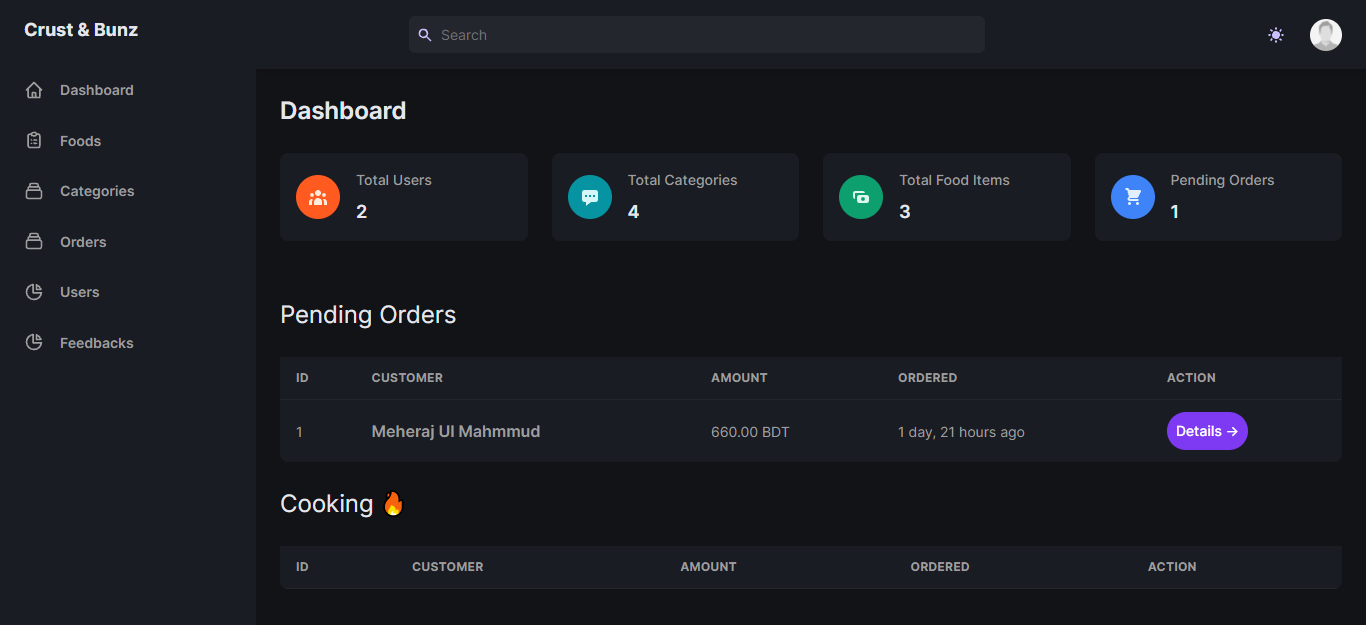 Crust & Bunz
Search
Dashboard
Foods
Categories
Orders
Users
Feedbacks
Dashboard
Total Users
2
Total Categories
4
Total Food Items
3
Pending Orders
1
Pending Orders
ID CUSTOMER AMOUNT ORDERED ACTION
1 Meheraj Ul Mahmmud 660.00 BDT 1 day, 21 hours ago Details →
Cooking 🔥
ID CUSTOMER AMOUNT ORDERED ACTION